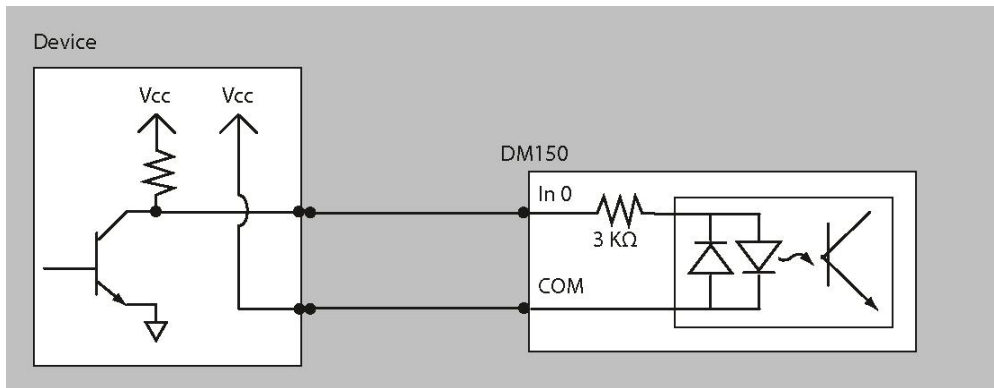 Device
Vcc Vcc
DM150
In 0
3 KΩ
COM